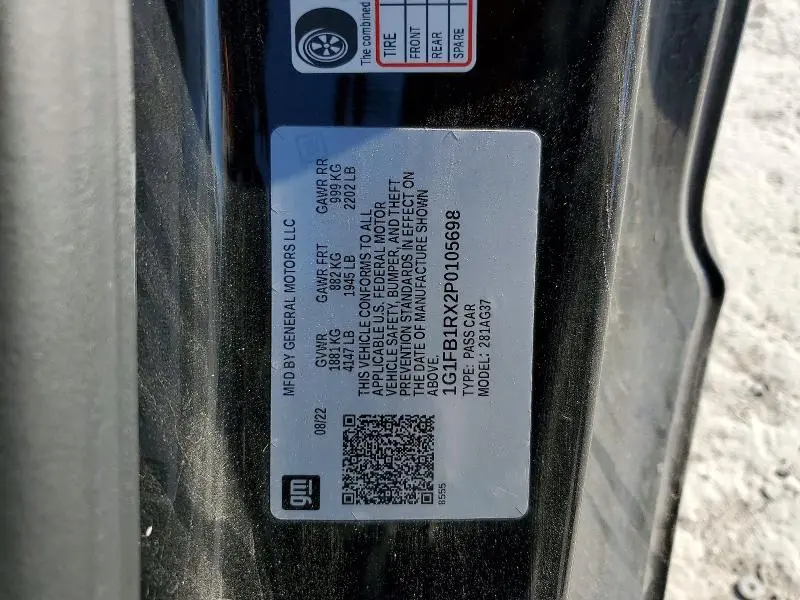 The combined
TIRE
FRONT
REAR
SPARE
gm
08/22
MFD BY GENERAL MOTORS LLC
GVWR GAWR FRT GAWR RR
1881 KG 882 KG 999 KG
4147 LB 1945 LB 2202 LB
THIS VEHICLE CONFORMS TO ALL
APPLICABLE U.S. FEDERAL MOTOR
VEHICLE SAFETY, BUMPER, AND THEFT
PREVENTION STANDARDS IN EFFECT ON
THE DATE OF MANUFACTURE SHOWN
ABOVE.
1G1FB1RX2P0105698
TYPE: PASS CAR
MODEL: 281AG37